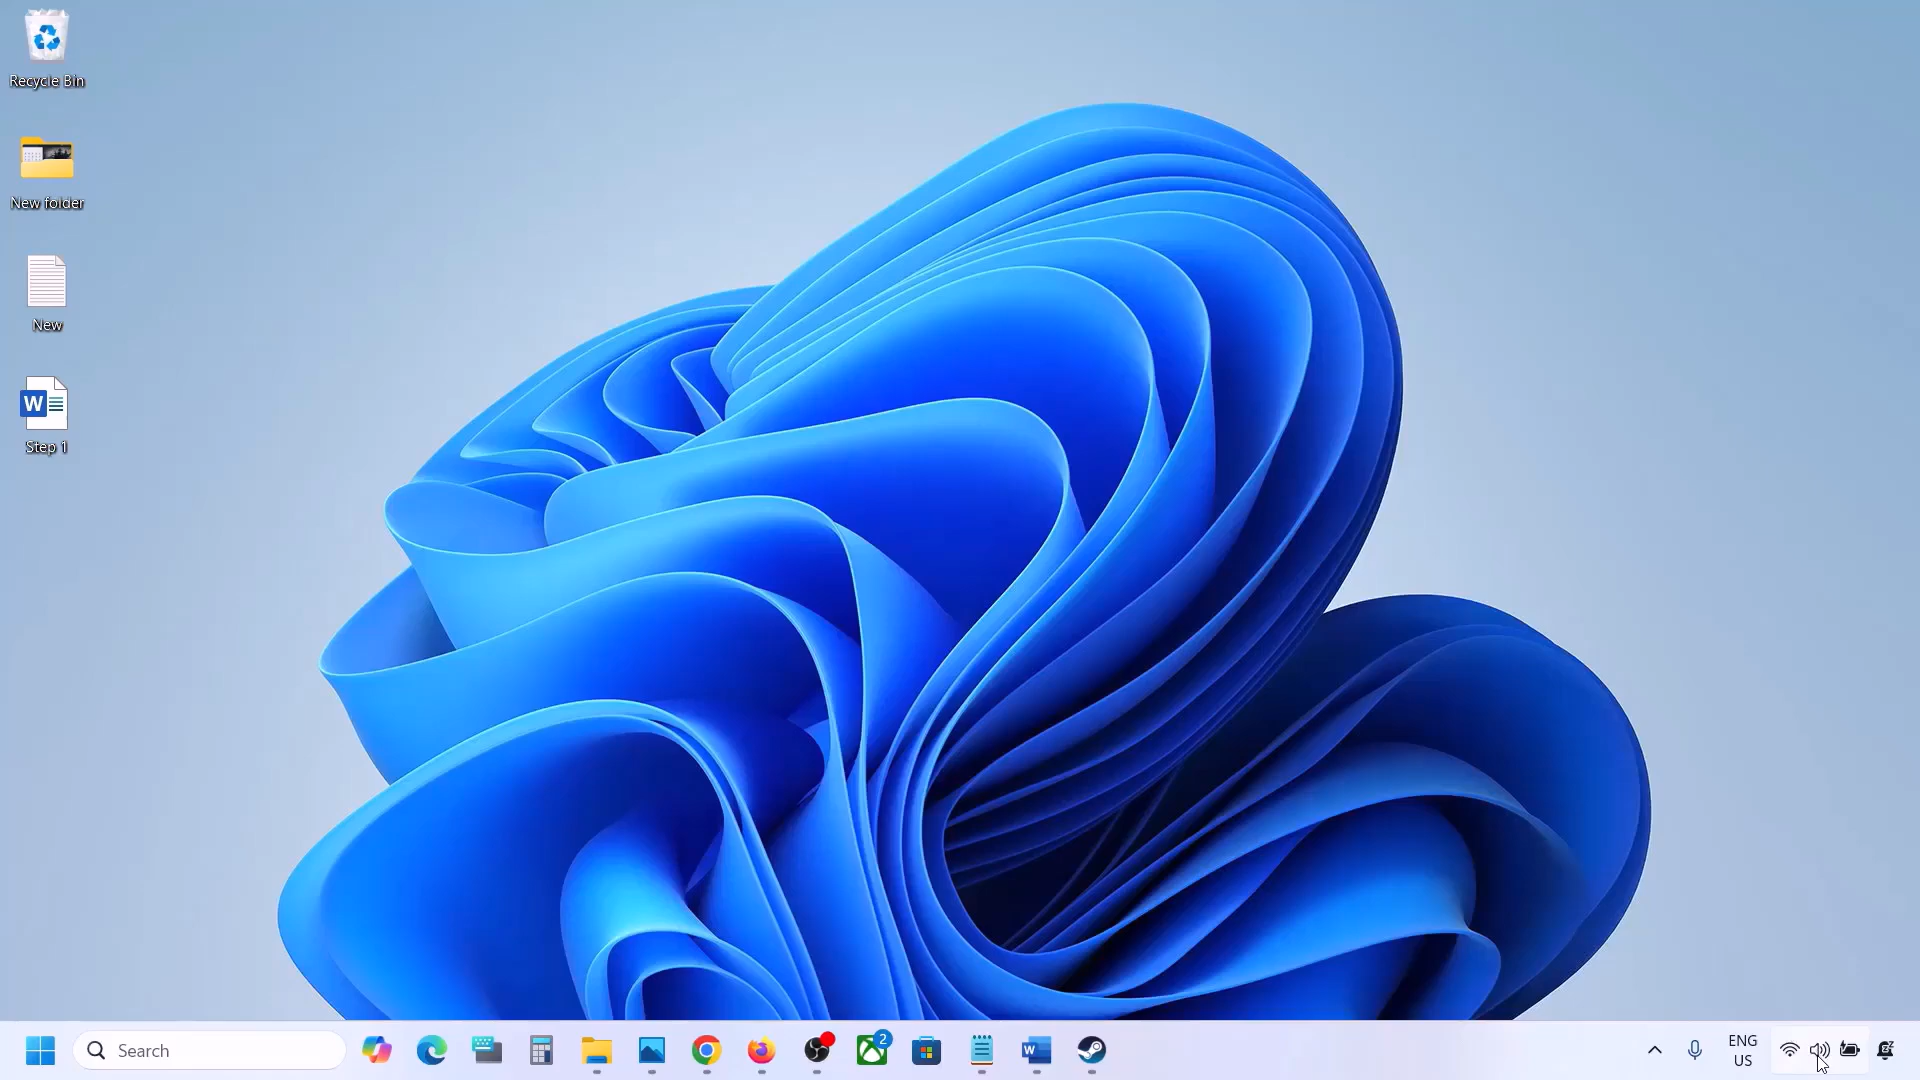 Recycle Bin
New folder
New
W
Step 1
Search
2
W
ENG
US